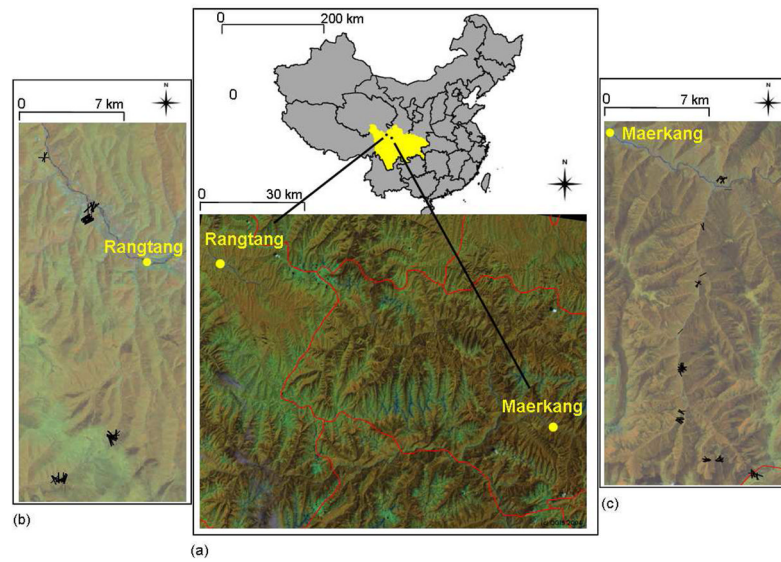 0 200 km
0
N
0 30 km
Rangtang
Maerkang
(a)
N
0 7 km
Rangtang
(b)
N
0 7 km
Maerkang
(c)